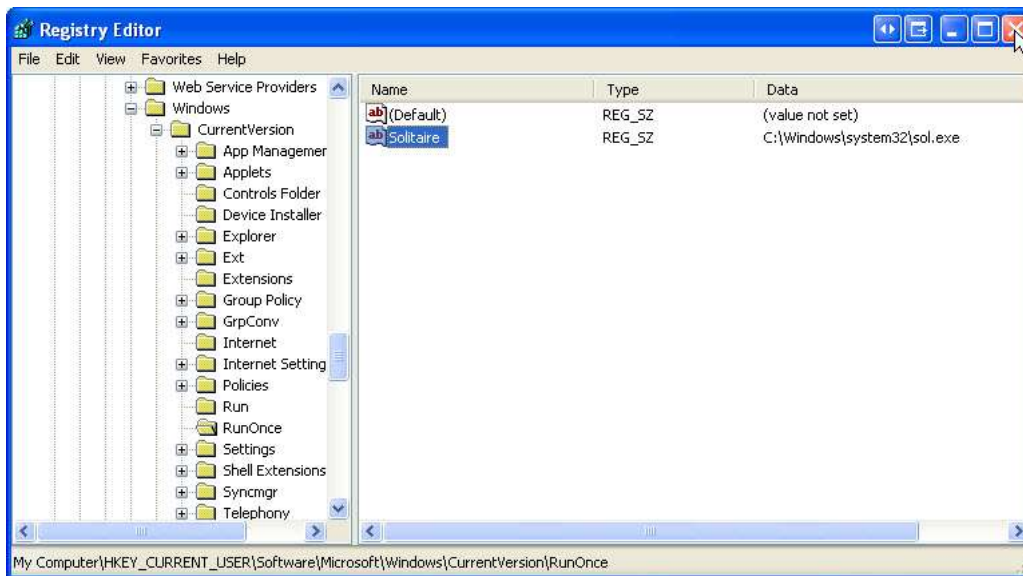 Registry Editor
File Edit View Favorites Help
Web Service Providers
Windows
CurrentVersion
App Managemer
Applets
Controls Folder
Device Installer
Explorer
Ext
Extensions
Group Policy
GrpConv
Internet
Internet Setting
Policies
Run
RunOnce
Settings
Shell Extensions
Syncmgr
Telephony
Name Type Data
ab (Default) REG_SZ (value not set)
ab Solitaire REG_SZ C:\Windows\system32\sol.exe
My Computer\HKEY_CURRENT_USER\Software\Microsoft\Windows\CurrentVersion\RunOnce